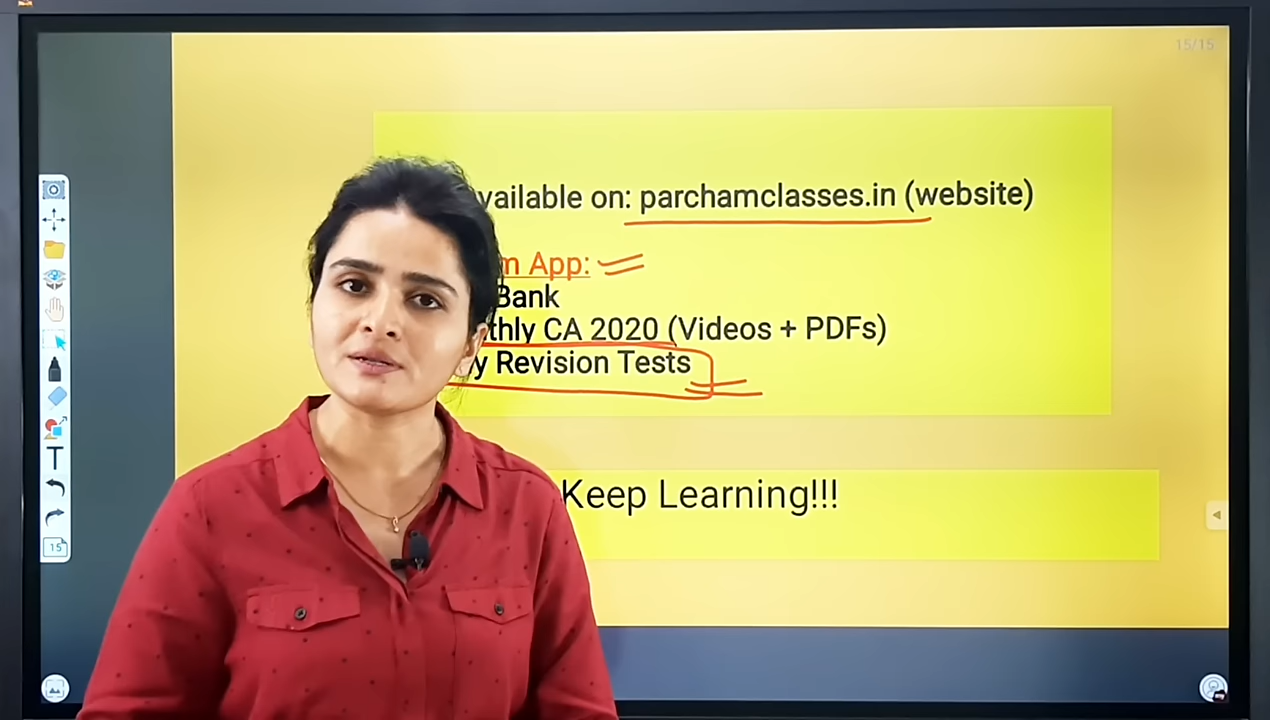 15/15
vailable on: parchamclasses.in (website)
m App:
Bank
thly CA 2020 (Videos + PDFs)
y Revision Tests
Keep Learning!!!
T
15